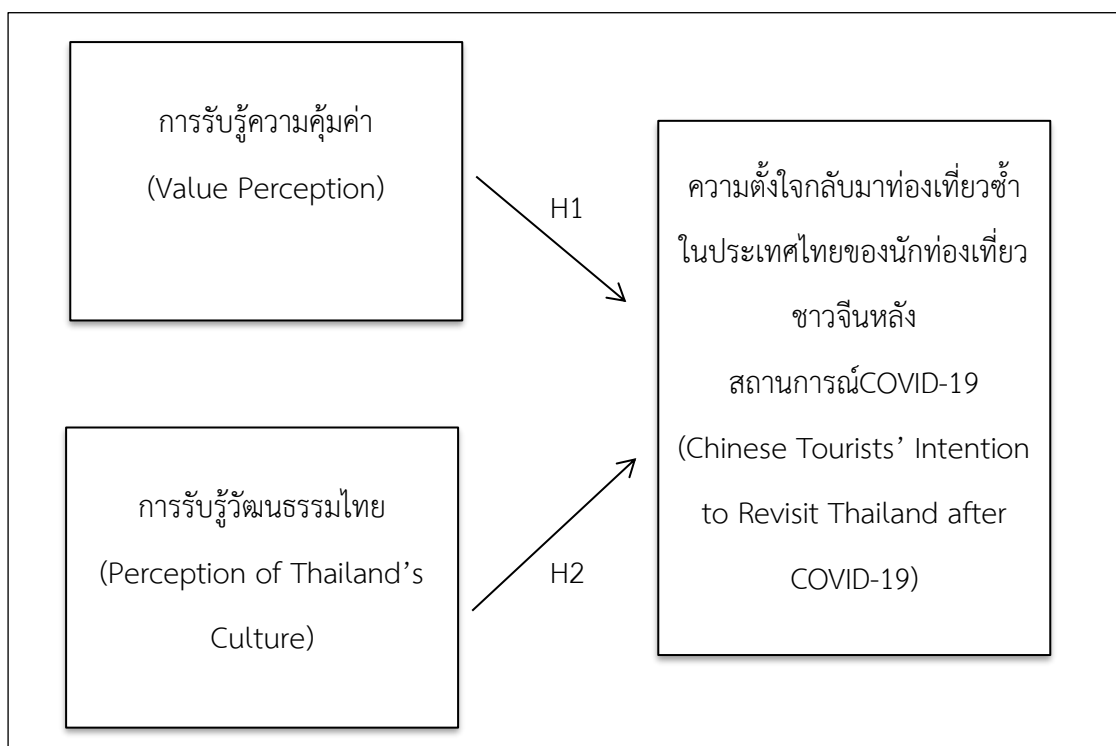 การรับรู้ความคุ้มค่า
(Value Perception)
H1
การรับรู้วัฒนธรรมไทย
(Perception of Thailand’s
Culture)
H2
ความตั้งใจกลับมาท่องเที่ยวซ้ำ
ในประเทศไทยของนักท่องเที่ยว
ชาวจีนหลัง
สถานการณ์COVID-19
(Chinese Tourists’ Intention
to Revisit Thailand after
COVID-19)